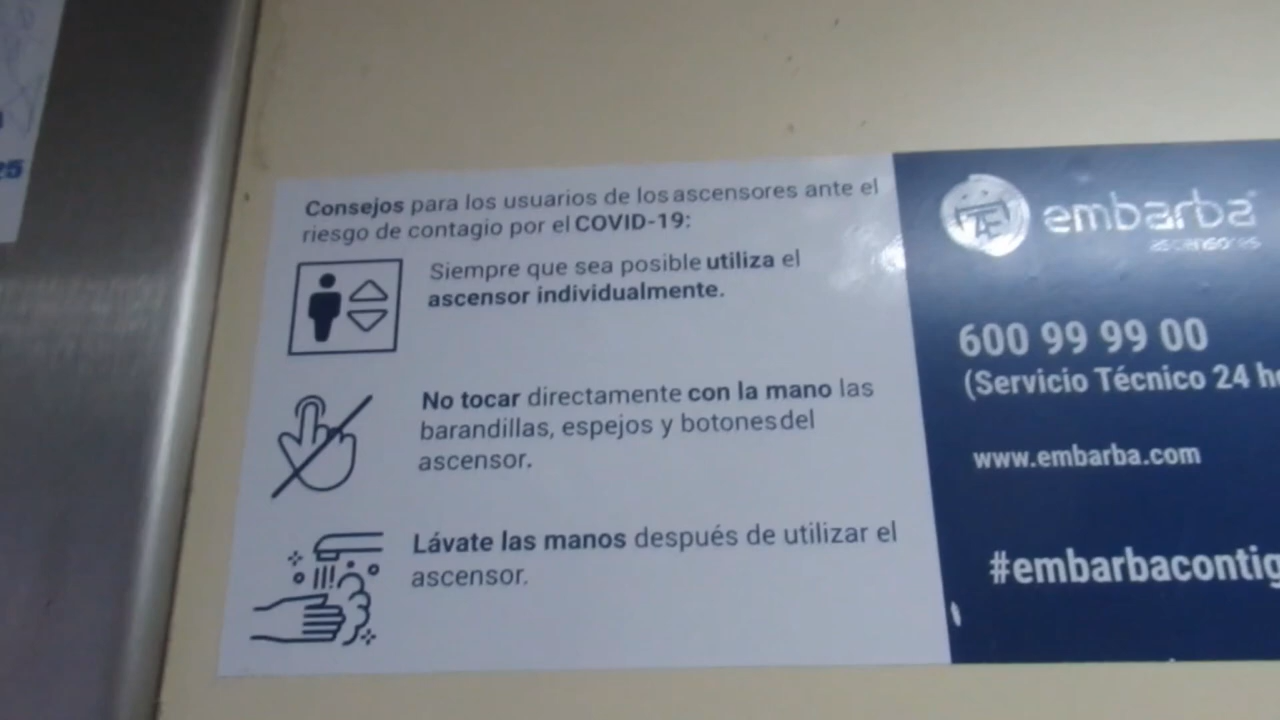 25
Consejos para los usuarios de los ascensores ante el
riesgo de contagio por el COVID-19:
Siempre que sea posible utiliza el
ascensor individualmente.
No tocar directamente con la mano las
barandillas, espejos y botones del
ascensor.
Lávate las manos después de utilizar el
ascensor.
embarba
ascensores
600 99 99 00
(Servicio Técnico 24
www.embarba.com
#embarbacontig